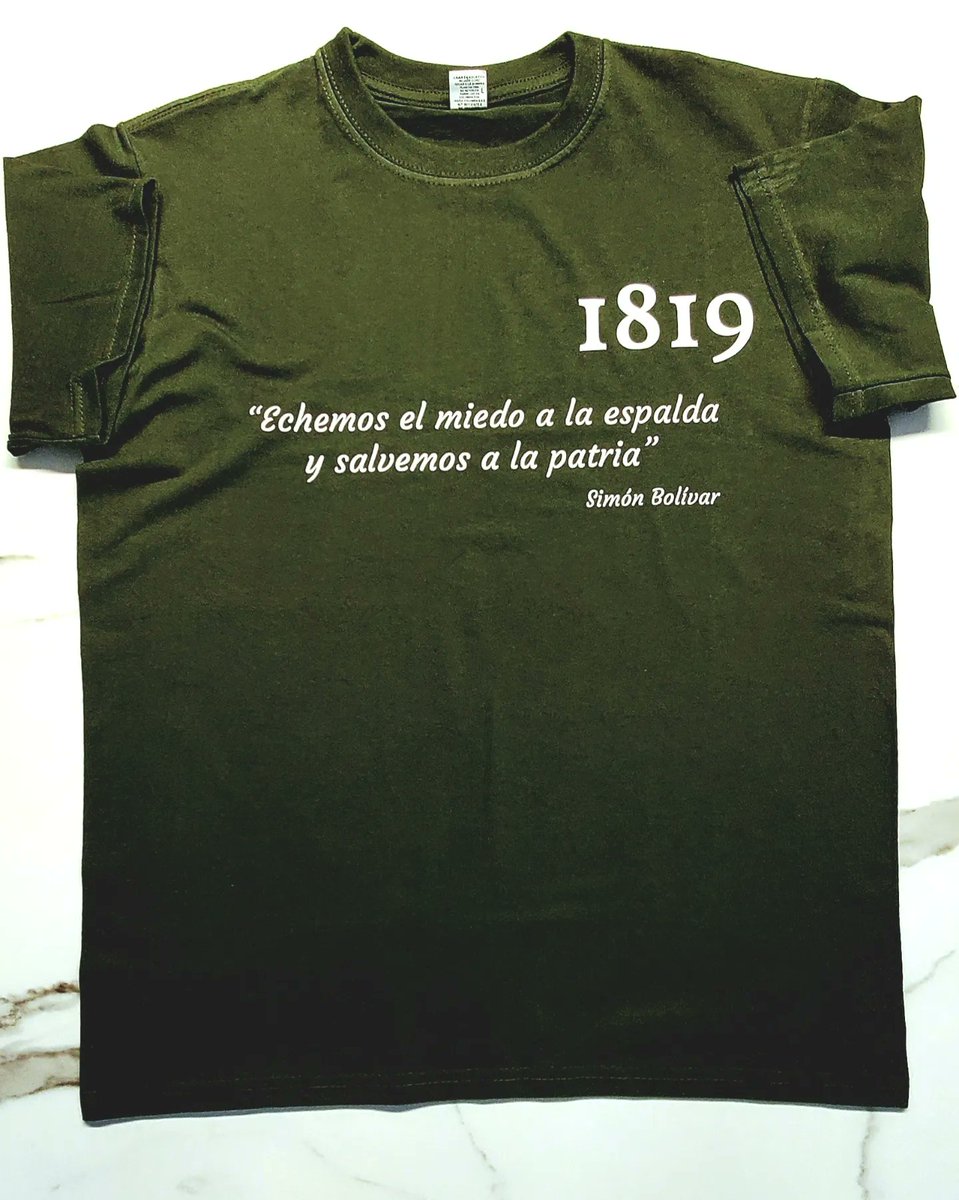 1819
“Echemos el miedo a la espalda
y salvemos a la patria”
Simón Bolívar